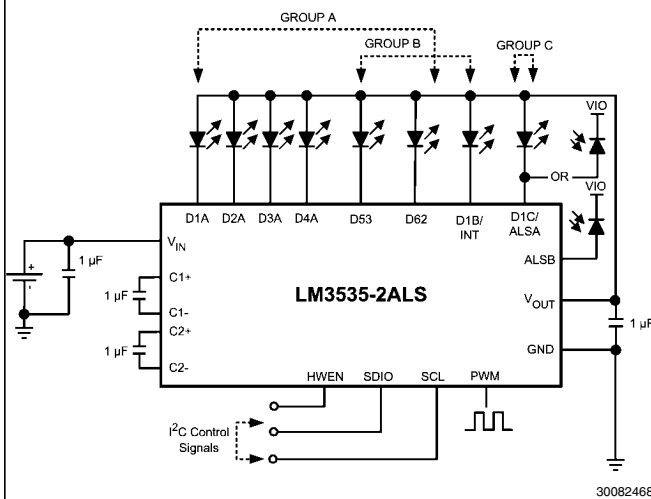 GROUP A
GROUP B
GROUP C
VIO
OR
VIO
D1A
D2A
D3A
D4A
D53
D62
D1B/
INT
D1C/
ALSA
VIN
1 µF
+
-
C1+
1 µF
C1-
C2+
1 µF
C2-
LM3535-2ALS
ALSB
VOUT
1 µF
GND
HWEN
SDIO
SCL
PWM
I²C Control
Signals
30082468